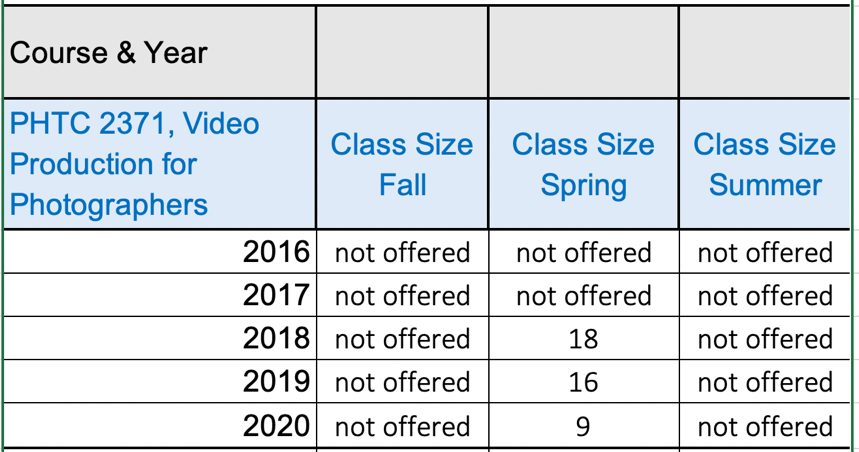 Course & Year
PHTC 2371, Video
Production for
Photographers
Class Size
Fall
Class Size
Spring
Class Size
Summer
2016 not offered not offered not offered
2017 not offered not offered not offered
2018 not offered 18 not offered
2019 not offered 16 not offered
2020 not offered 9 not offered